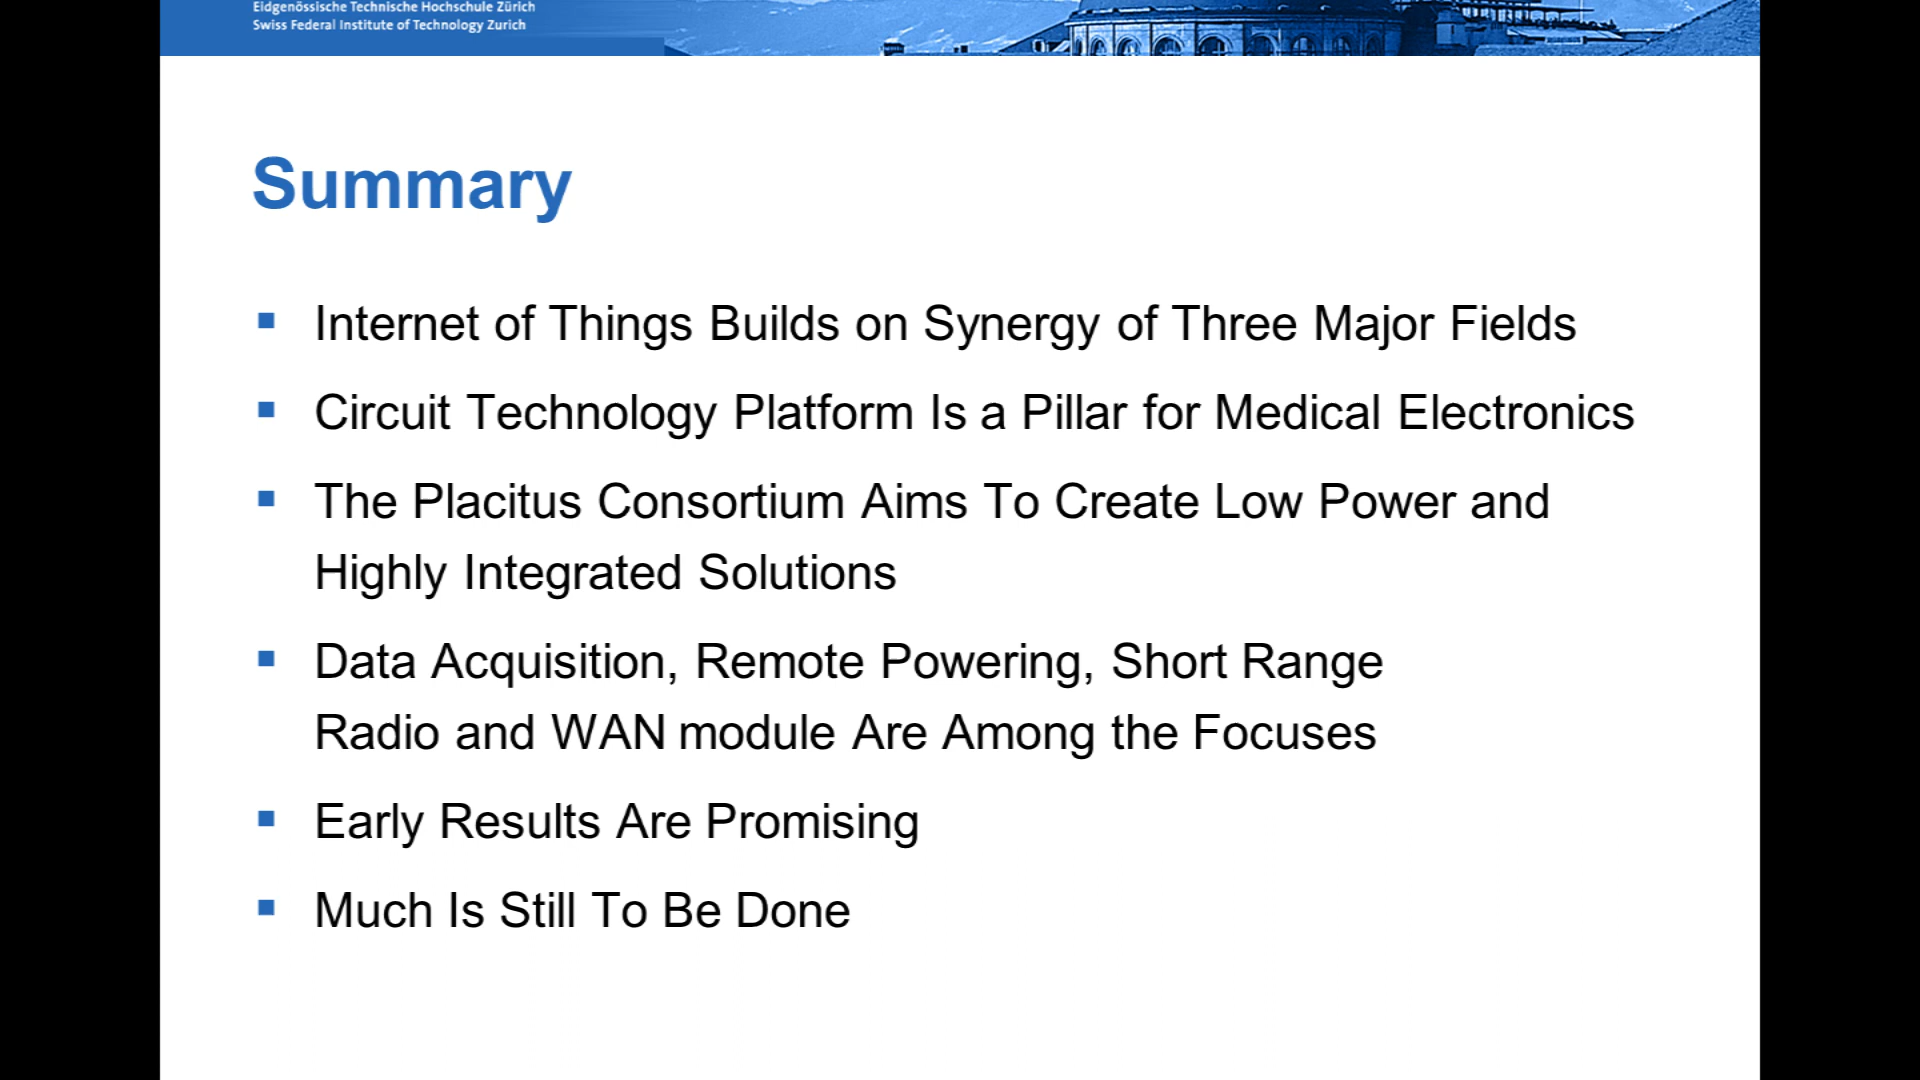 Eidgenössische Technische Hochschule Zürich
Swiss Federal Institute of Technology Zurich
Summary
Internet of Things Builds on Synergy of Three Major Fields
Circuit Technology Platform Is a Pillar for Medical Electronics
The Placitus Consortium Aims To Create Low Power and
Highly Integrated Solutions
Data Acquisition, Remote Powering, Short Range
Radio and WAN module Are Among the Focuses
Early Results Are Promising
Much Is Still To Be Done